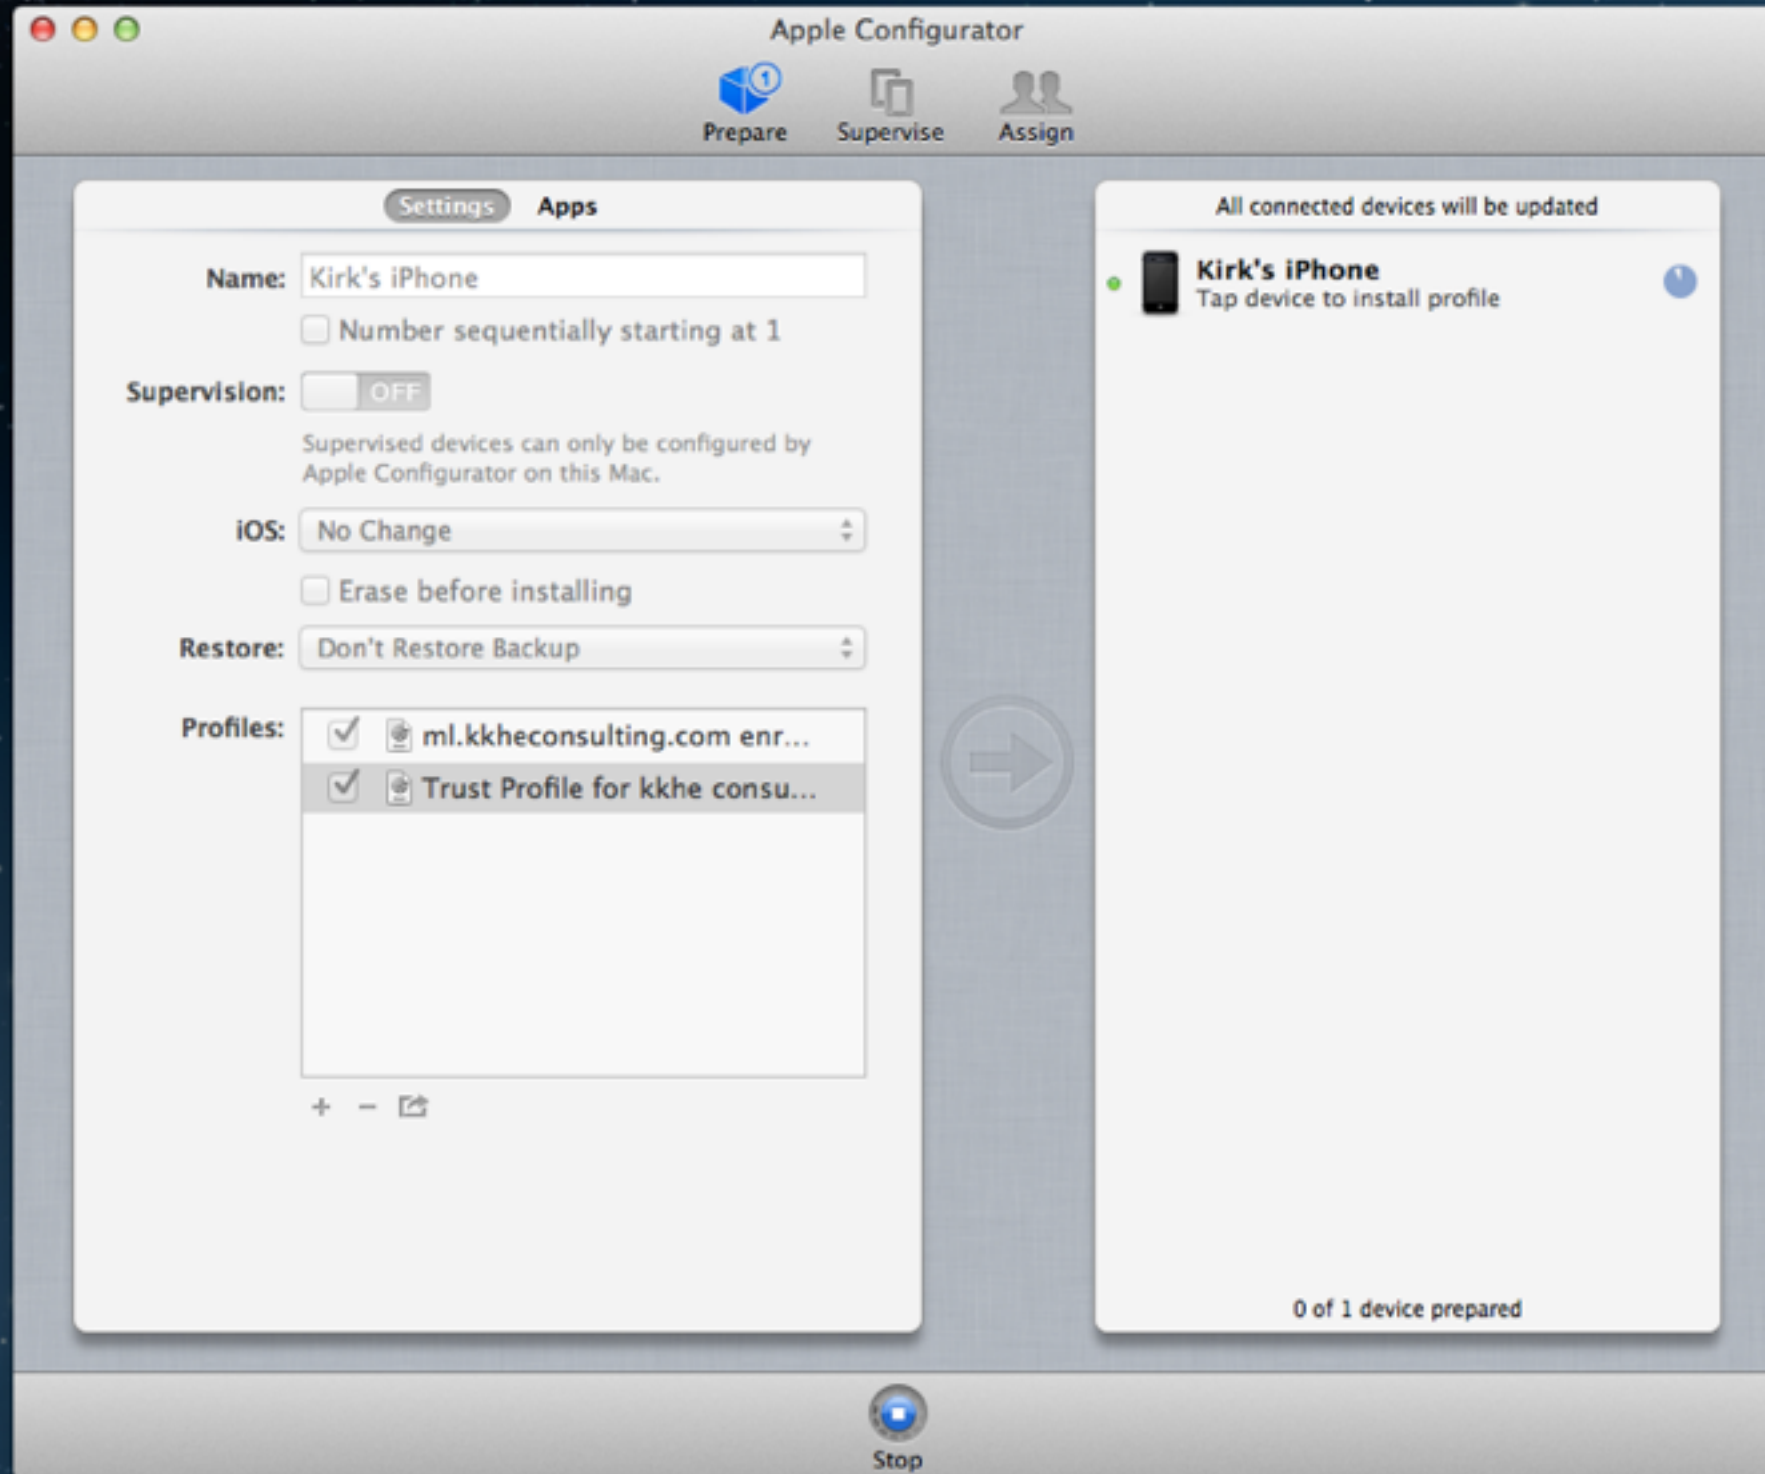 Apple Configurator
1
Prepare
Supervise
Assign
Settings
Apps
Name:
Kirk's iPhone
Number sequentially starting at 1
Supervision:
OFF
Supervised devices can only be configured by
Apple Configurator on this Mac.
iOS:
No Change
Erase before installing
Restore:
Don't Restore Backup
Profiles:
ml.kkheconsulting.com enr...
Trust Profile for kkhe consu...
All connected devices will be updated
Kirk's iPhone
Tap device to install profile
0 of 1 device prepared
Stop